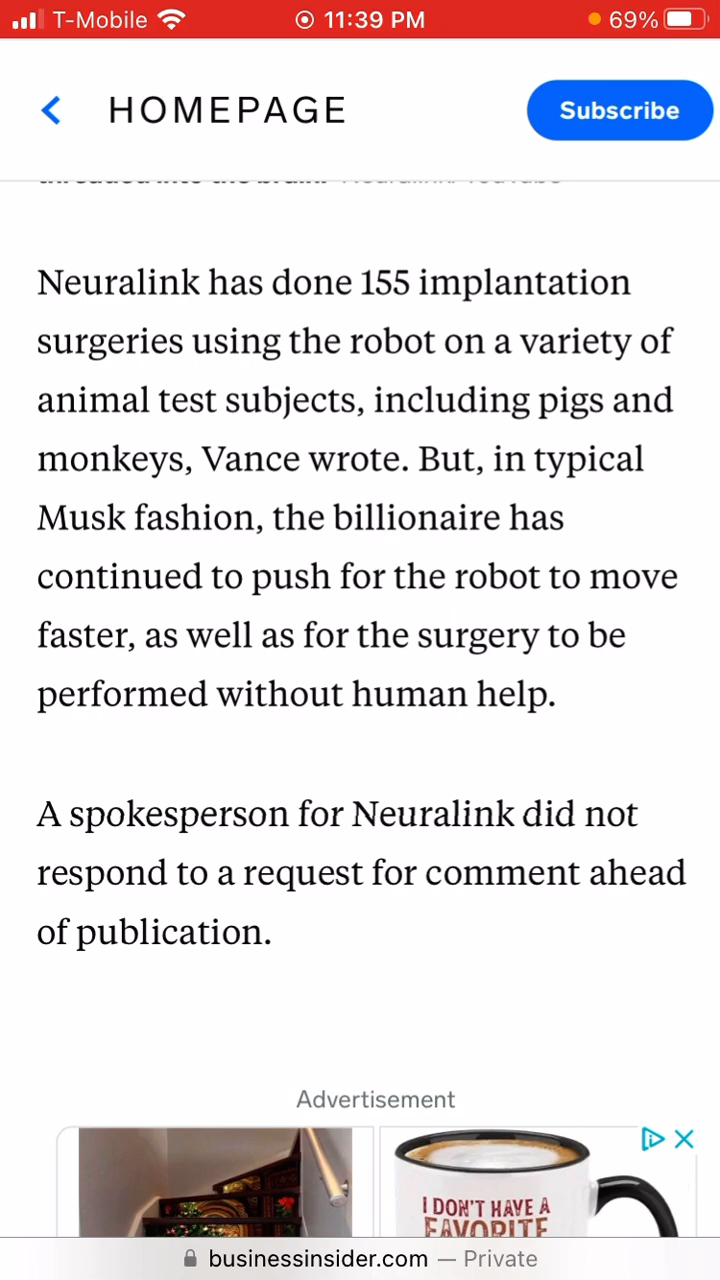 T-Mobile 11:39 PM 69%
HOMEPAGE
Subscribe
Neuralink has done 155 implantation
surgeries using the robot on a variety of
animal test subjects, including pigs and
monkeys, Vance wrote. But, in typical
Musk fashion, the billionaire has
continued to push for the robot to move
faster, as well as for the surgery to be
performed without human help.
A spokesperson for Neuralink did not
respond to a request for comment ahead
of publication.
Advertisement
I DON'T HAVE A
FAVORITE
businessinsider.com — Private